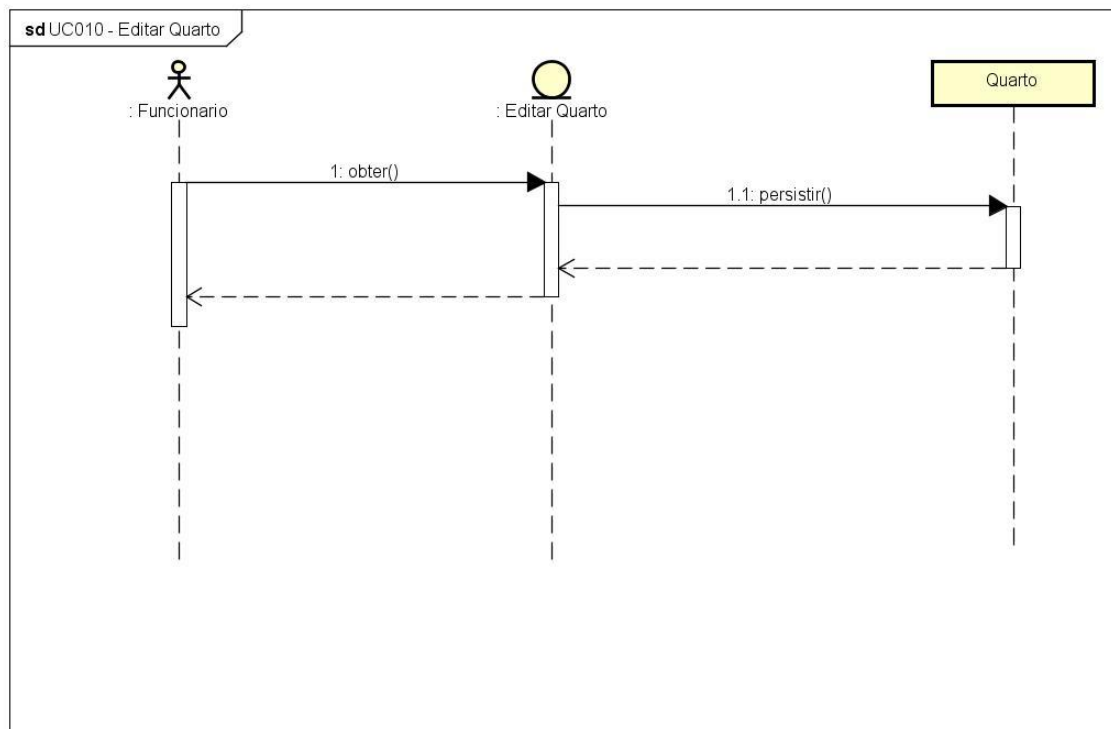 sd UC010 - Editar Quarto
: Funcionario
: Editar Quarto
Quarto
1: obter()
1.1: persistir()